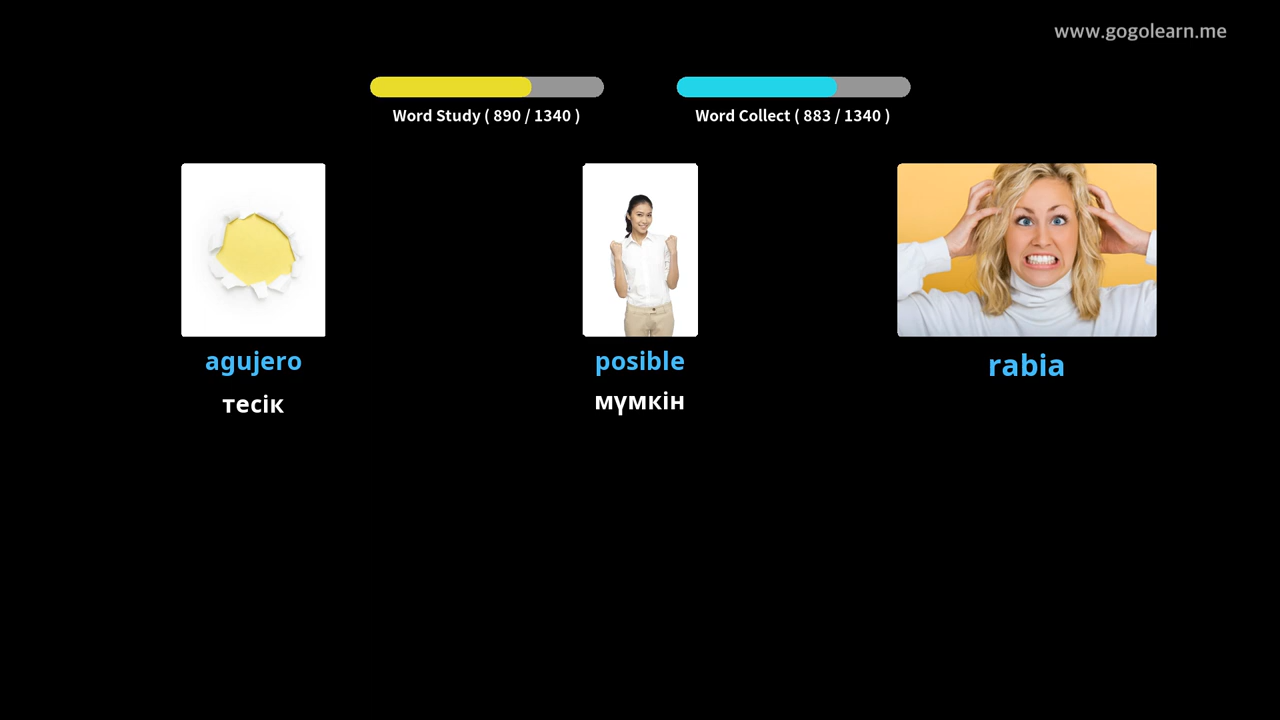 www.gogolearn.me
Word Study ( 890 / 1340 )
Word Collect ( 883 / 1340 )
agujero
тесік
posible
мүмкін
rabia